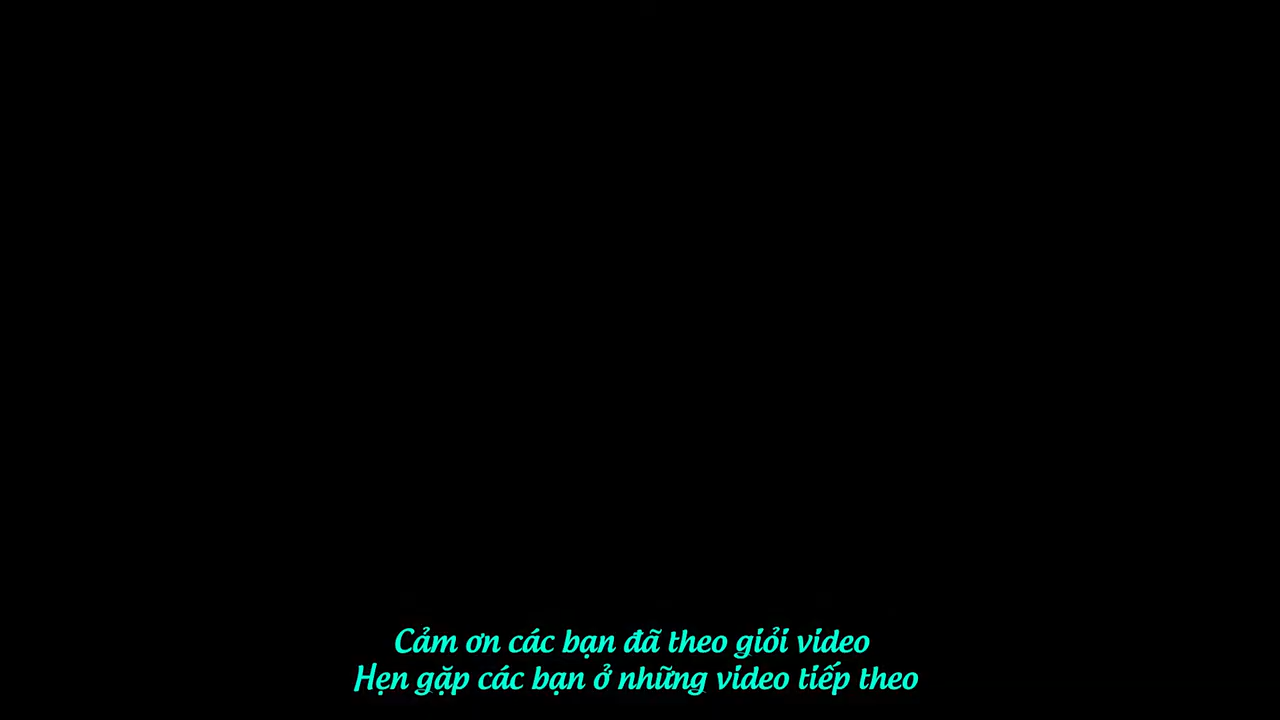 Cảm ơn các bạn đã theo giỏi video
Hẹn gặp các bạn ở những video tiếp theo